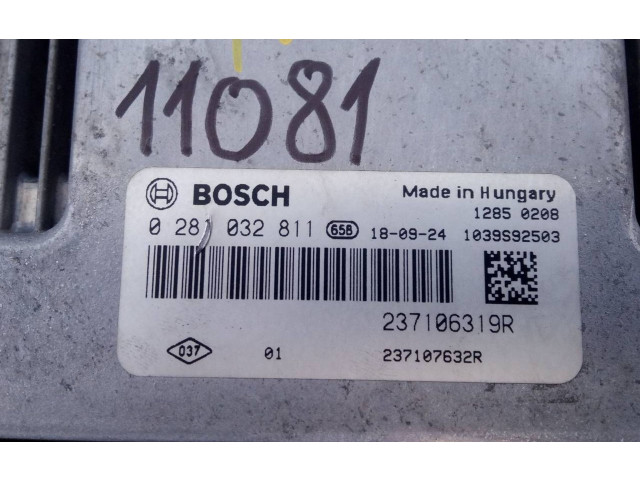 11081
BOSCH
Made in Hungary
1285 0208
0 281 032 811 65B 18-09-24 1039S92503
237106319R
037 01 237107632R